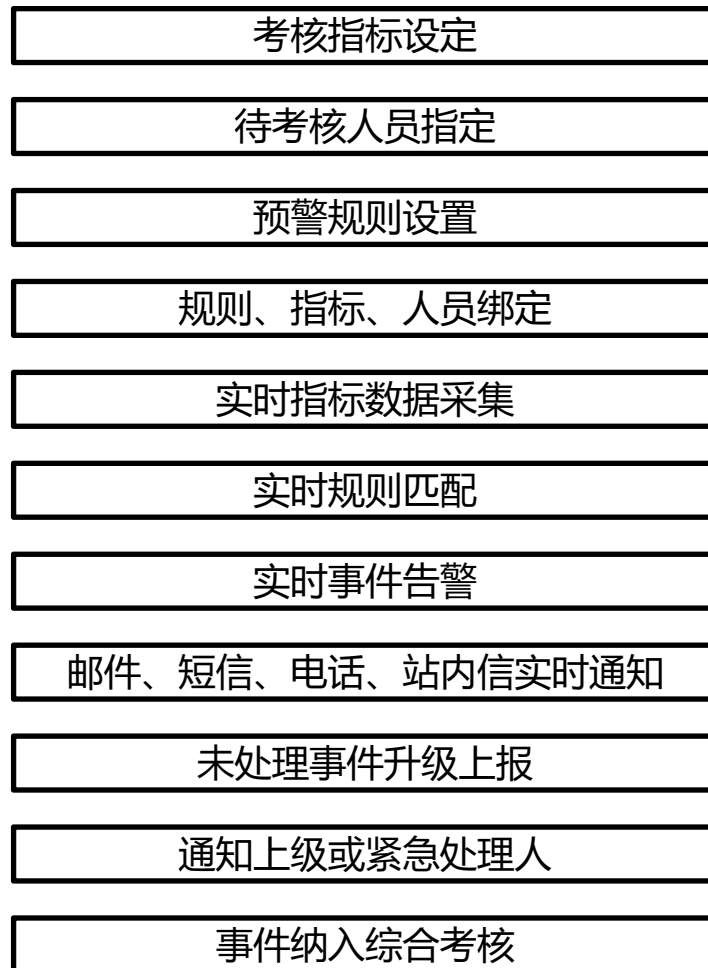 考核指标设定
待考核人员指定
预警规则设置
规则、指标、人员绑定
实时指标数据采集
实时规则匹配
实时事件告警
邮件、短信、电话、站内信实时通知
未处理事件升级上报
通知上级或紧急处理人
事件纳入综合考核